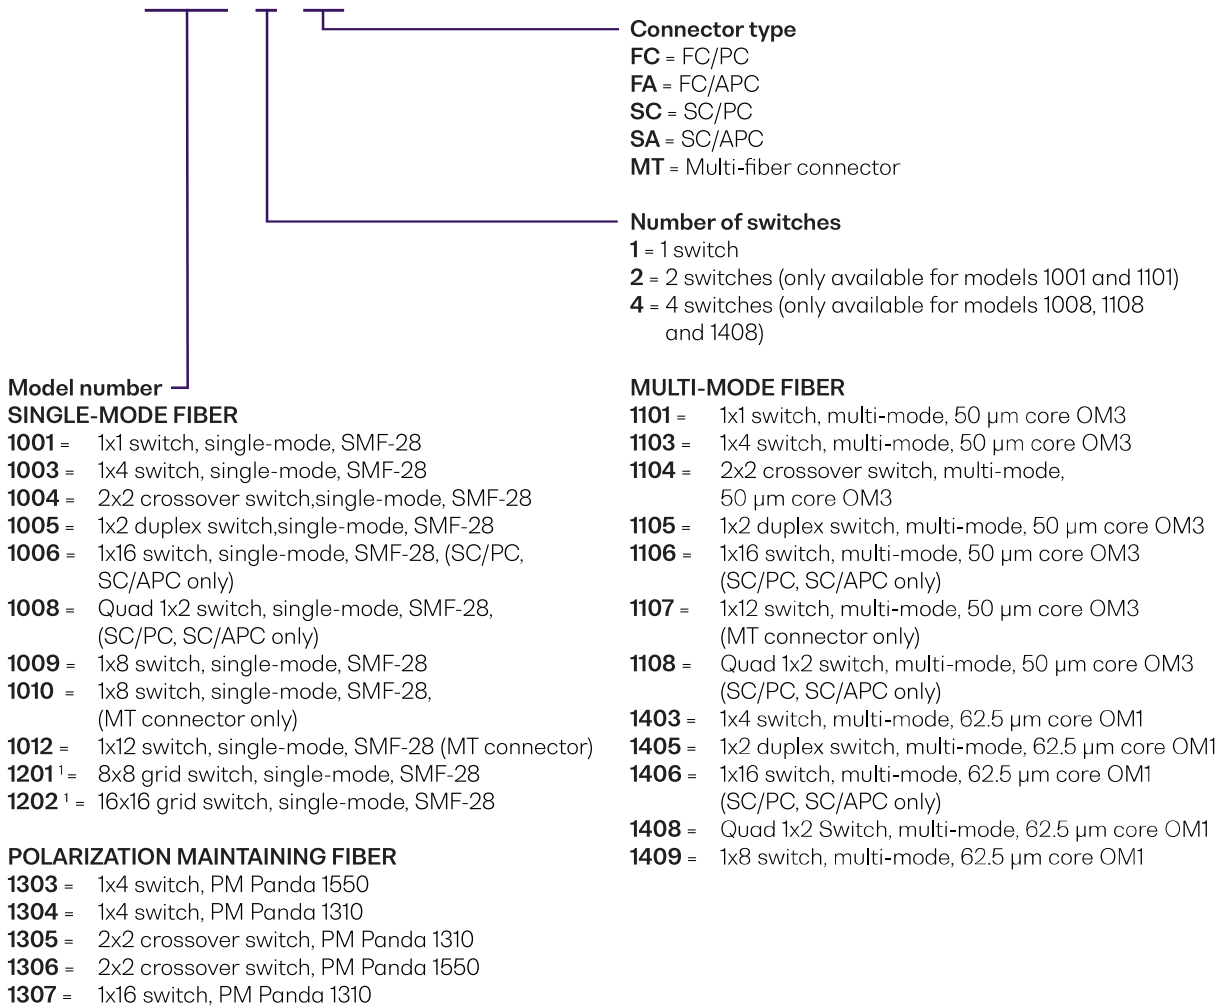 Connector type
FC = FC/PC
FA = FC/APC
SC = SC/PC
SA = SC/APC
MT = Multi-fiber connector
Number of switches
1 = 1 switch
2 = 2 switches (only available for models 1001 and 1101)
4 = 4 switches (only available for models 1008, 1108
and 1408)
Model number
SINGLE-MODE FIBER
1001 = 1x1 switch, single-mode, SMF-28
1003 = 1x4 switch, single-mode, SMF-28
1004 = 2x2 crossover switch,single-mode, SMF-28
1005 = 1x2 duplex switch,single-mode, SMF-28
1006 = 1x16 switch, single-mode, SMF-28, (SC/PC,
SC/APC only)
1008 = Quad 1x2 switch, single-mode, SMF-28,
(SC/PC, SC/APC only)
1009 = 1x8 switch, single-mode, SMF-28
1010 = 1x8 switch, single-mode, SMF-28,
(MT connector only)
1012 = 1x12 switch, single-mode, SMF-28 (MT connector)
1201 ¹ = 8x8 grid switch, single-mode, SMF-28
1202 ¹ = 16x16 grid switch, single-mode, SMF-28
POLARIZATION MAINTAINING FIBER
1303 = 1x4 switch, PM Panda 1550
1304 = 1x4 switch, PM Panda 1310
1305 = 2x2 crossover switch, PM Panda 1310
1306 = 2x2 crossover switch, PM Panda 1550
1307 = 1x16 switch, PM Panda 1310
MULTI-MODE FIBER
1101 = 1x1 switch, multi-mode, 50 µm core OM3
1103 = 1x4 switch, multi-mode, 50 µm core OM3
1104 = 2x2 crossover switch, multi-mode,
50 µm core OM3
1105 = 1x2 duplex switch, multi-mode, 50 µm core OM3
1106 = 1x16 switch, multi-mode, 50 µm core OM3
(SC/PC, SC/APC only)
1107 = 1x12 switch, multi-mode, 50 µm core OM3
(MT connector only)
1108 = Quad 1x2 switch, multi-mode, 50 µm core OM3
(SC/PC, SC/APC only)
1403 = 1x4 switch, multi-mode, 62.5 µm core OM1
1405 = 1x2 duplex switch, multi-mode, 62.5 µm core OM1
1406 = 1x16 switch, multi-mode, 62.5 µm core OM1
(SC/PC, SC/APC only)
1408 = Quad 1x2 Switch, multi-mode, 62.5 µm core OM1
1409 = 1x8 switch, multi-mode, 62.5 µm core OM1